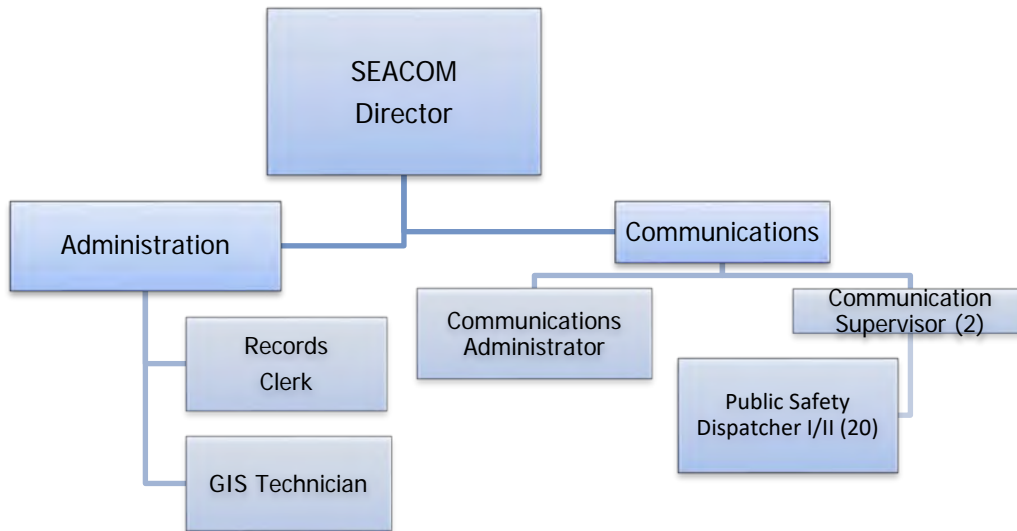 SEACOM
Director
Administration
Communications
Records
Clerk
GIS Technician
Communications
Administrator
Communication
Supervisor (2)
Public Safety
Dispatcher I/II (20)